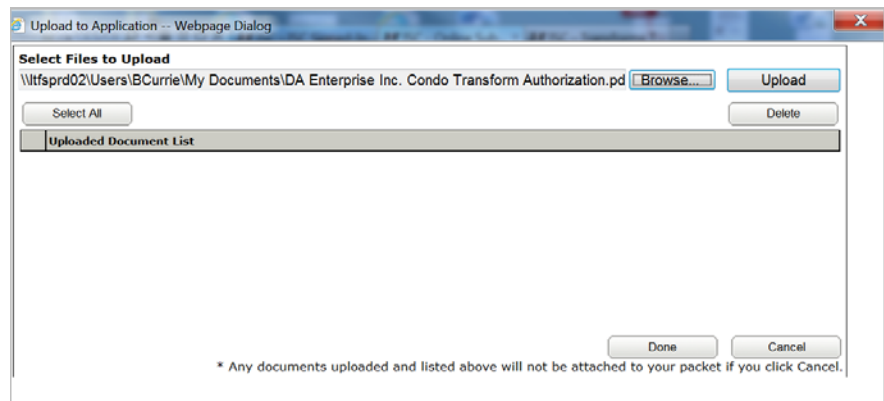 Upload to Application -- Webpage Dialog
X
Select Files to Upload
\\ltfsprd02\Users\BCurrie\My Documents\DA Enterprise Inc. Condo Transform Authorization.pd Browse... Upload
Select All Delete
Uploaded Document List
Done Cancel
* Any documents uploaded and listed above will not be attached to your packet if you click Cancel.